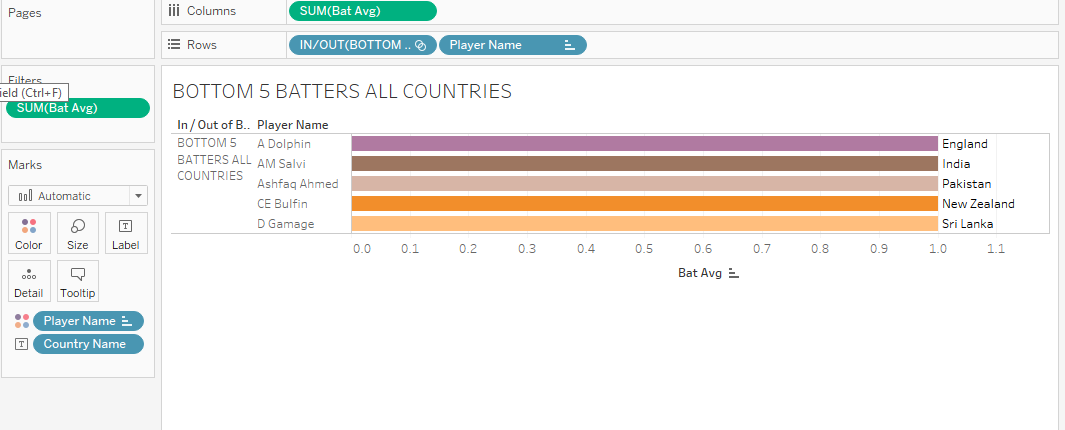 Pages
Columns
SUM(Bat Avg)
Rows
IN/OUT(BOTTOM ..
Player Name
Filters
ield (Ctrl+F)
SUM(Bat Avg)
Marks
Automatic
Color
Size
Label
Detail
Tooltip
Player Name
Country Name
BOTTOM 5 BATTERS ALL COUNTRIES
In / Out of B.. Player Name
BOTTOM 5
BATTERS ALL
COUNTRIES
A Dolphin England
AM Salvi India
Ashfaq Ahmed Pakistan
CE Bulfin New Zealand
D Gamage Sri Lanka
0.0 0.1 0.2 0.3 0.4 0.5 0.6 0.7 0.8 0.9 1.0 1.1
Bat Avg